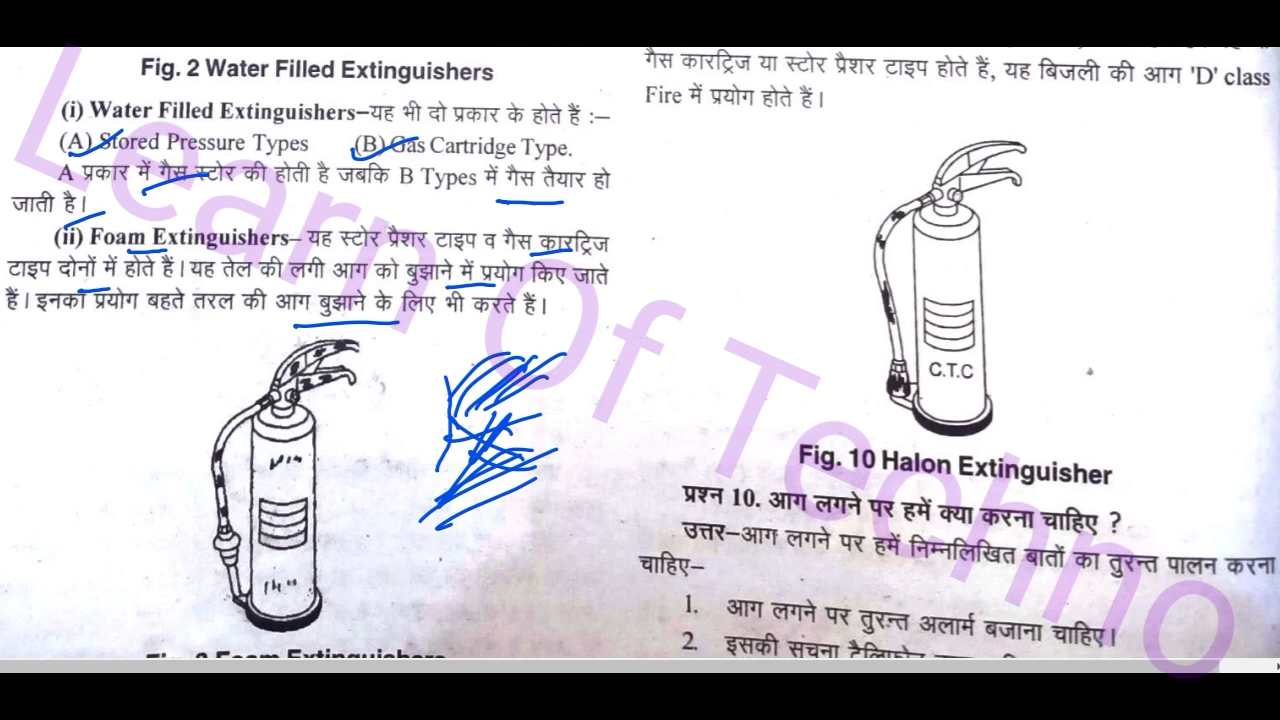 Fig. 2 Water Filled Extinguishers
(i) Water Filled Extinguishers–यह भी दो प्रकार के होते हैं :–
(A) Stored Pressure Types (B) Gas Cartridge Type.
A प्रकार में गैस स्टोर की होती है जबकि B Types में गैस तैयार हो
जाती है।
(ii) Foam Extinguishers– यह स्टोर प्रैशर टाइप व गैस कारट्रिज
टाइप दोनों में होते हैं। यह तेल की लगी आग को बुझाने में प्रयोग किए जाते
हैं। इनका प्रयोग बहते तरल की आग बुझाने के लिए भी करते हैं।
Foam Extinguishers
गैस कारट्रिज या स्टोर प्रैशर टाइप होते हैं, यह बिजली की आग 'D' class
Fire में प्रयोग होते हैं।
C.T.C
Fig. 10 Halon Extinguisher
प्रश्न 10. आग लगने पर हमें क्या करना चाहिए ?
उत्तर–आग लगने पर हमें निम्नलिखित बातों का तुरन्त पालन करना
चाहिए–
1. आग लगने पर तुरन्त अलार्म बजाना चाहिए।
2. इसकी
Learn Of Techno